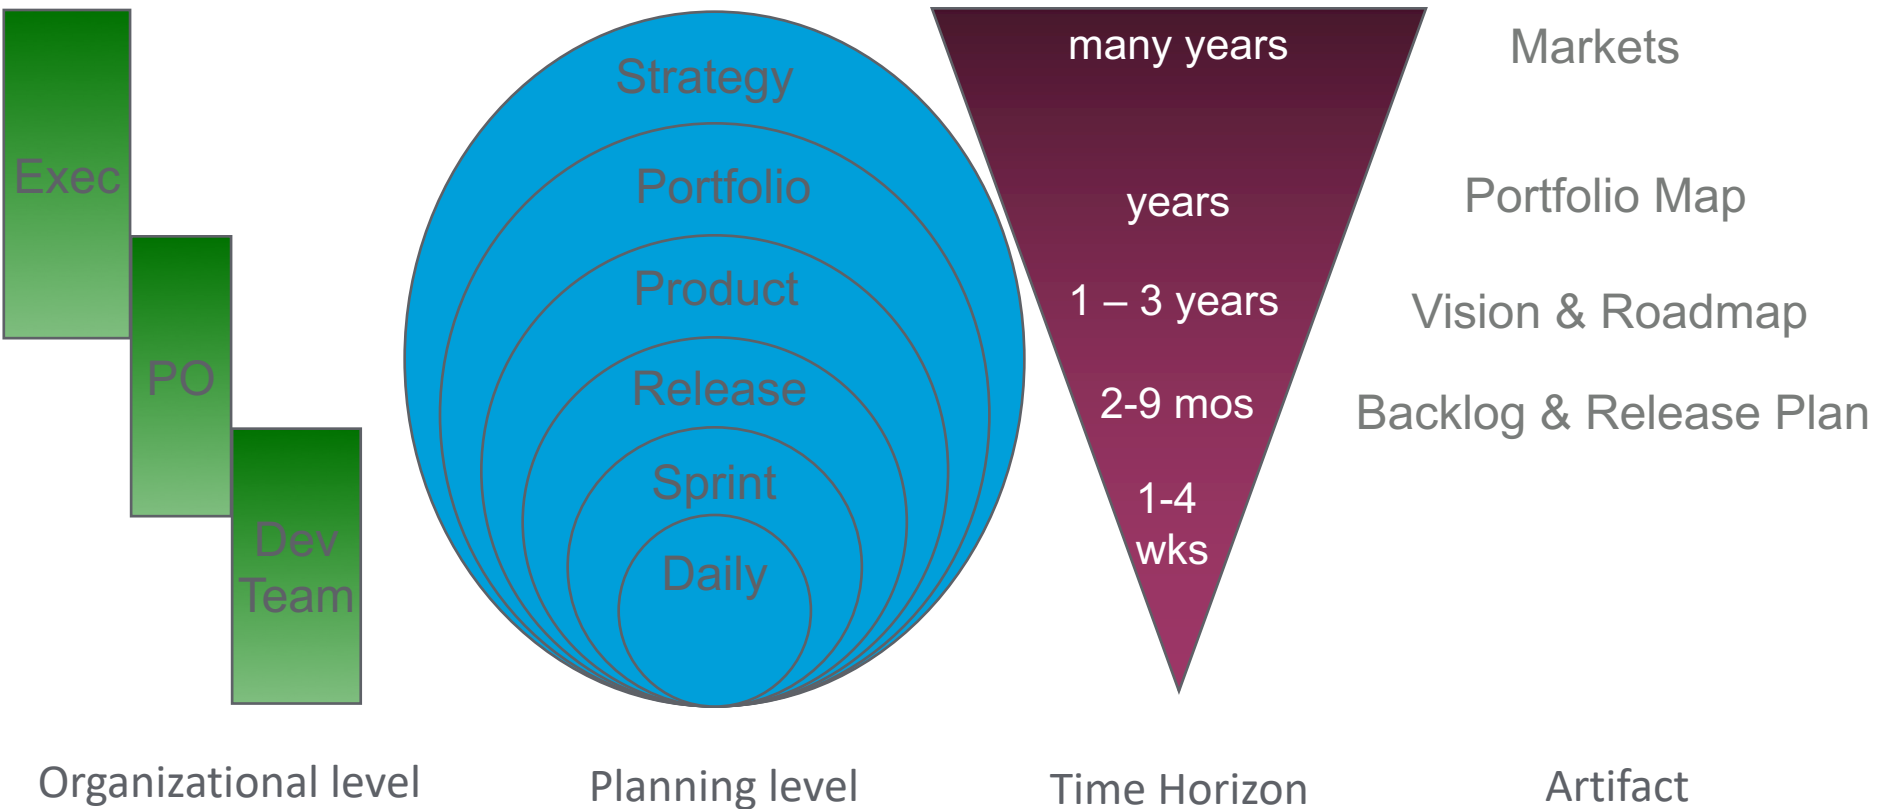 Exec
PO
Dev
Team
Organizational level
Strategy
Portfolio
Product
Release
Sprint
Daily
Planning level
many years
years
1 – 3 years
2-9 mos
1-4
wks
Time Horizon
Markets
Portfolio Map
Vision & Roadmap
Backlog & Release Plan
Artifact